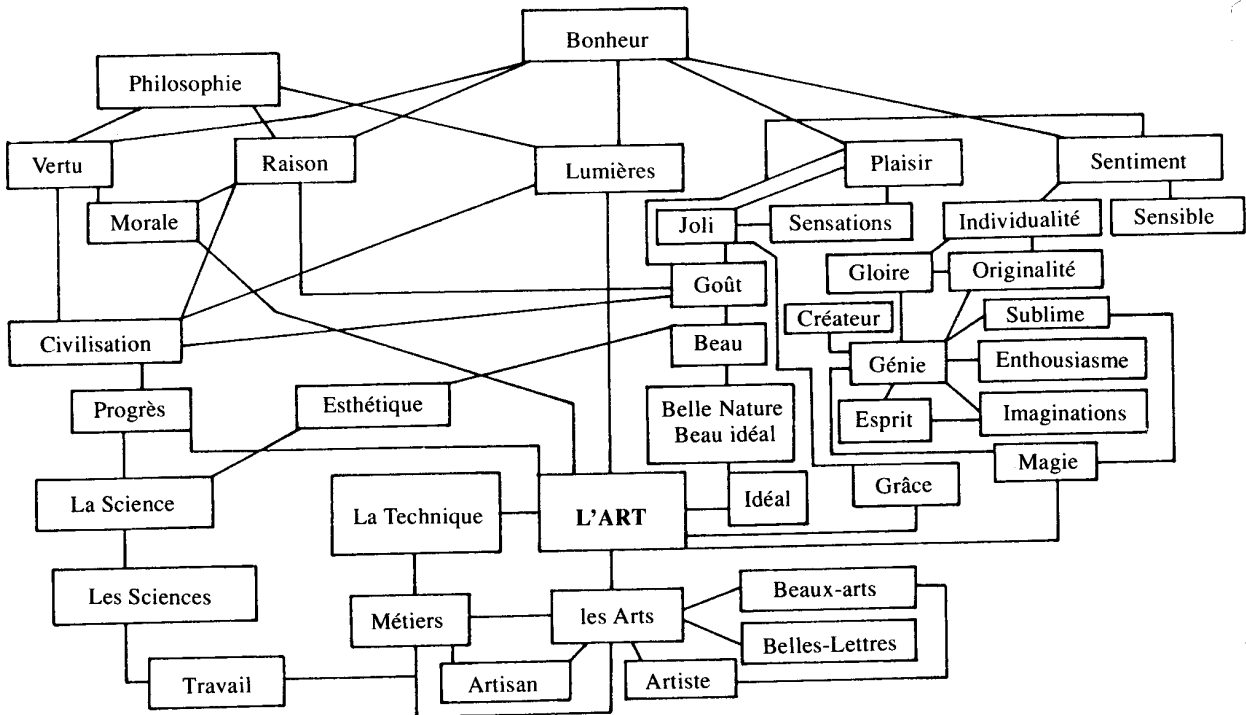 Bonheur
Philosophie
Vertu
Raison
Lumières
Plaisir
Sentiment
Morale
Joli
Sensations
Individualité
Sensible
Goût
Gloire
Originalité
Créateur
Sublime
Civilisation
Beau
Génie
Enthousiasme
Progrès
Esthétique
Belle Nature
Beau idéal
Esprit
Imaginations
Magie
La Science
La Technique
L'ART
Idéal
Grâce
Les Sciences
Métiers
les Arts
Beaux-arts
Belles-Lettres
Travail
Artisan
Artiste